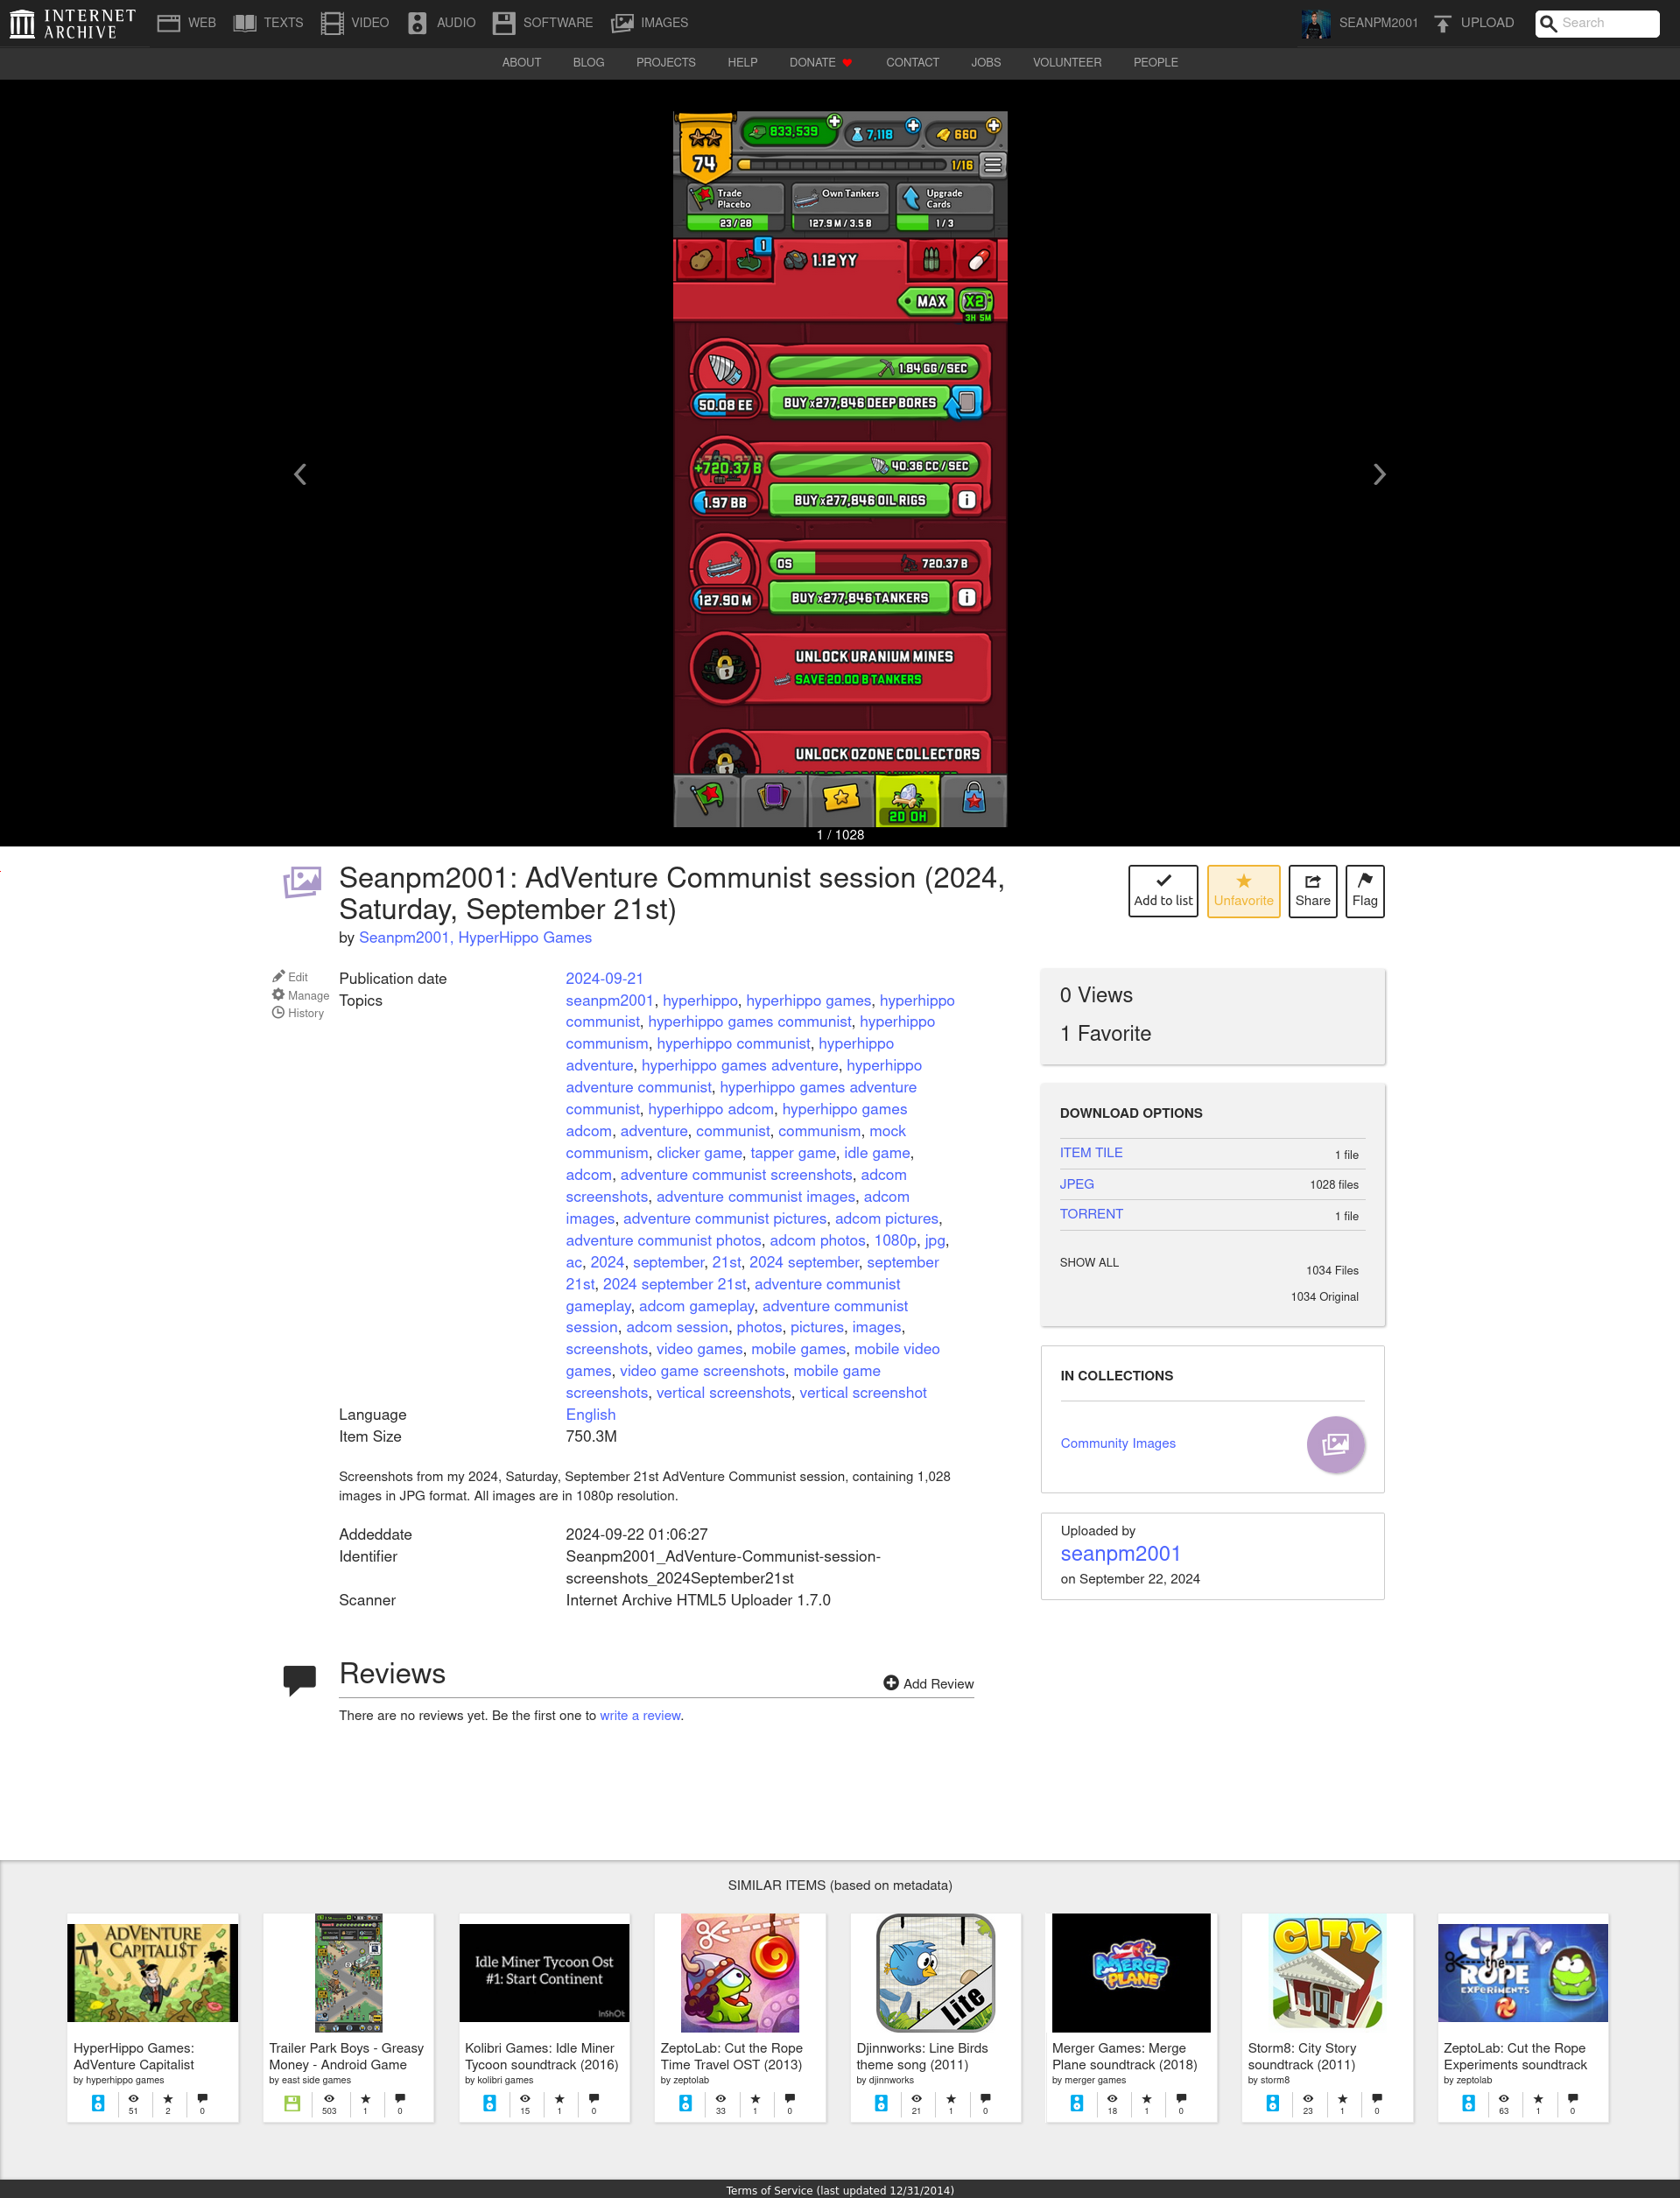 INTERNET ARCHIVE
WEB TEXTS VIDEO AUDIO SOFTWARE IMAGES
SEANPM2001 UPLOAD Search
ABOUT BLOG PROJECTS HELP DONATE CONTACT JOBS VOLUNTEER PEOPLE
74 833,539 7,118 660
1/16
Trade Placebo
23 / 28
Own Tankers
127.9 M / 3.5 B
Upgrade Cards
1 / 3
1
1.12 YY
MAX X2
3H 5M
1.84 GG / SEC
50.08 EE BUY x277,846 DEEP BORES
+720.37 B 40.36 CC / SEC
1.97 BB BUY x277,846 OIL RIGS
0S 720.37 B
127.90 M BUY x277,846 TANKERS
UNLOCK URANIUM MINES
SAVE 20.00 B TANKERS
UNLOCK OZONE COLLECTORS
2D 0H
1 / 1028
Seanpm2001: AdVenture Communist session (2024,
Saturday, September 21st)
by Seanpm2001, HyperHippo Games
Add to list Unfavorite Share Flag
Edit
Manage
History
Publication date 2024-09-21
Topics seanpm2001, hyperhippo, hyperhippo games, hyperhippo
communist, hyperhippo games communist, hyperhippo
communism, hyperhippo communist, hyperhippo
adventure, hyperhippo games adventure, hyperhippo
adventure communist, hyperhippo games adventure
communist, hyperhippo adcom, hyperhippo games
adcom, adventure, communist, communism, mock
communism, clicker game, tapper game, idle game,
adcom, adventure communist screenshots, adcom
screenshots, adventure communist images, adcom
images, adventure communist pictures, adcom pictures,
adventure communist photos, adcom photos, 1080p, jpg,
ac, 2024, september, 21st, 2024 september, september
21st, 2024 september 21st, adventure communist
gameplay, adcom gameplay, adventure communist
session, adcom session, photos, pictures, images,
screenshots, video games, mobile games, mobile video
games, video game screenshots, mobile game
screenshots, vertical screenshots, vertical screenshot
Language English
Item Size 750.3M
Screenshots from my 2024, Saturday, September 21st AdVenture Communist session, containing 1,028
images in JPG format. All images are in 1080p resolution.
Addeddate 2024-09-22 01:06:27
Identifier Seanpm2001_AdVenture-Communist-session-
screenshots_2024September21st
Scanner Internet Archive HTML5 Uploader 1.7.0
0 Views
1 Favorite
DOWNLOAD OPTIONS
ITEM TILE 1 file
JPEG 1028 files
TORRENT 1 file
SHOW ALL 1034 Files
1034 Original
IN COLLECTIONS
Community Images
Uploaded by
seanpm2001
on September 22, 2024
Reviews
Add Review
There are no reviews yet. Be the first one to write a review.
SIMILAR ITEMS (based on metadata)
ADVENTURE CAPITALI$T
HyperHippo Games:
AdVenture Capitalist
by hyperhippo games
51 2 0
Trailer Park Boys - Greasy
Money - Android Game
by east side games
503 1 0
Idle Miner Tycoon Ost
#1: Start Continent
InShOt
Kolibri Games: Idle Miner
Tycoon soundtrack (2016)
by kolibri games
15 1 0
ZeptoLab: Cut the Rope
Time Travel OST (2013)
by zeptolab
33 1 0
Lite
Djinnworks: Line Birds
theme song (2011)
by djinnworks
21 1 0
MERGE PLANE
Merger Games: Merge
Plane soundtrack (2018)
by merger games
18 1 0
CITY
Storm8: City Story
soundtrack (2011)
by storm8
23 1 0
CUT the ROPE
EXPERIMENTS
ZeptoLab: Cut the Rope
Experiments soundtrack
by zeptolab
63 1 0
Terms of Service (last updated 12/31/2014)